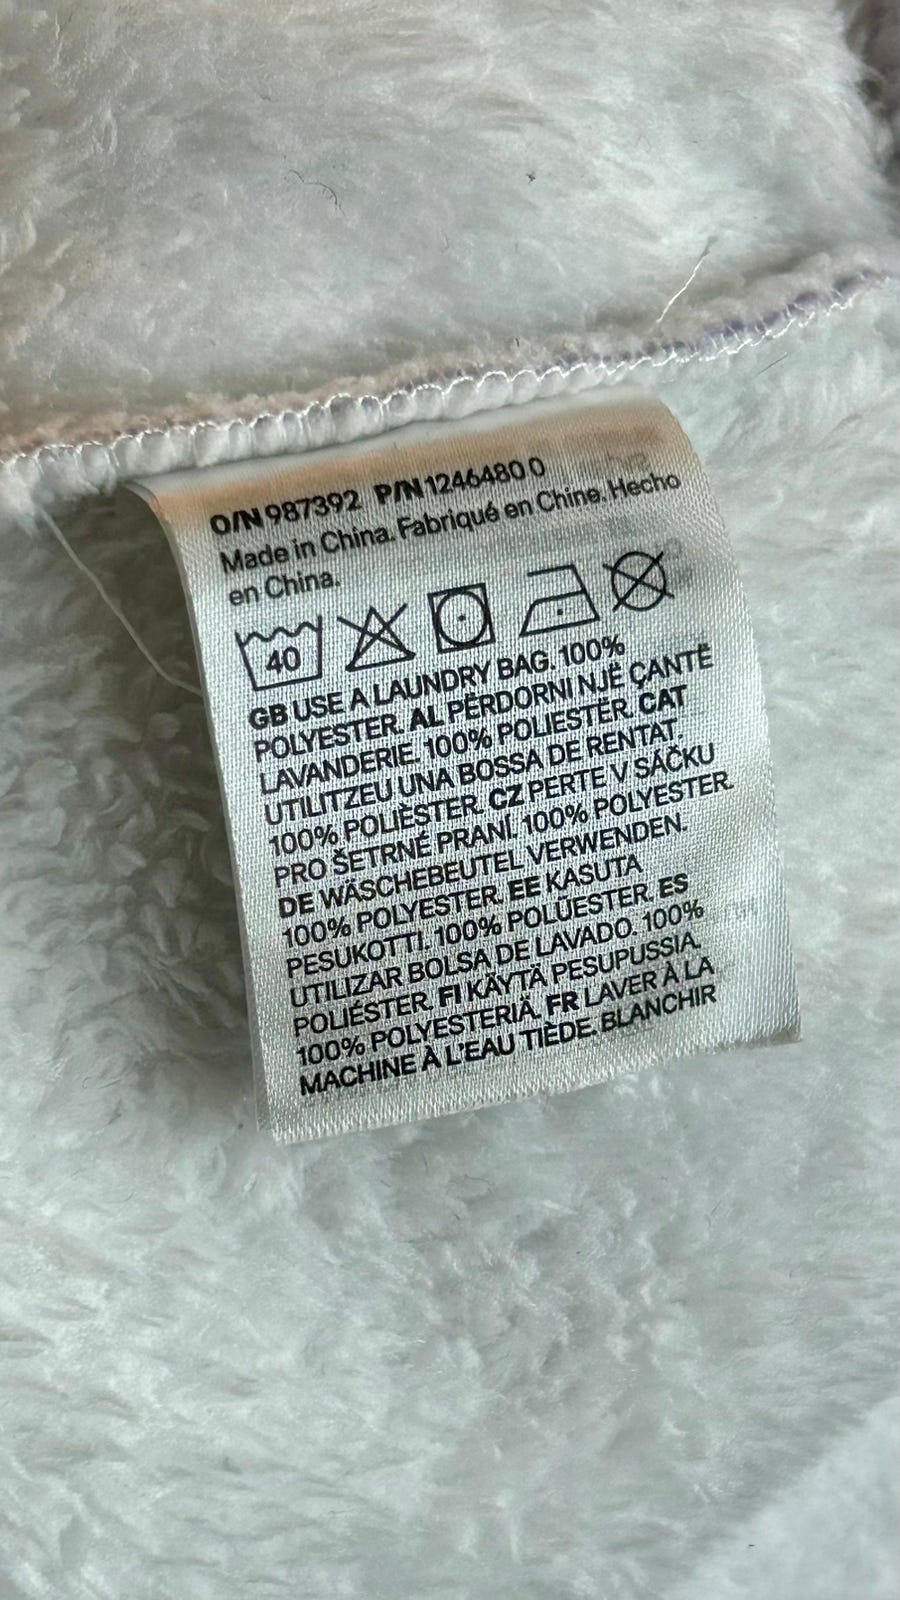 O/N 987392 P/N 1246480 0
Made in China. Fabriqué en Chine. Hecho
en China.
40
GB USE A LAUNDRY BAG. 100%
POLYESTER. AL PËRDORNI NJË ÇANTË
LAVANDERIE. 100% POLIESTËR. CAT
UTILITZEU UNA BOSSA DE RENTAT.
100% POLIÈSTER. CZ PERTE V SÁČKU
PRO ŠETRNÉ PRANÍ. 100% POLYESTER.
DE WÄSCHEBEUTEL VERWENDEN.
100% POLYESTER. EE KASUTA
PESUKOTTI. 100% POLÜESTER. ES
UTILIZAR BOLSA DE LAVADO. 100%
POLIÉSTER. FI KÄYTÄ PESUPUSSIA.
100% POLYESTERIÄ. FR LAVER À LA
MACHINE À L'EAU TIÈDE. BLANCHIR